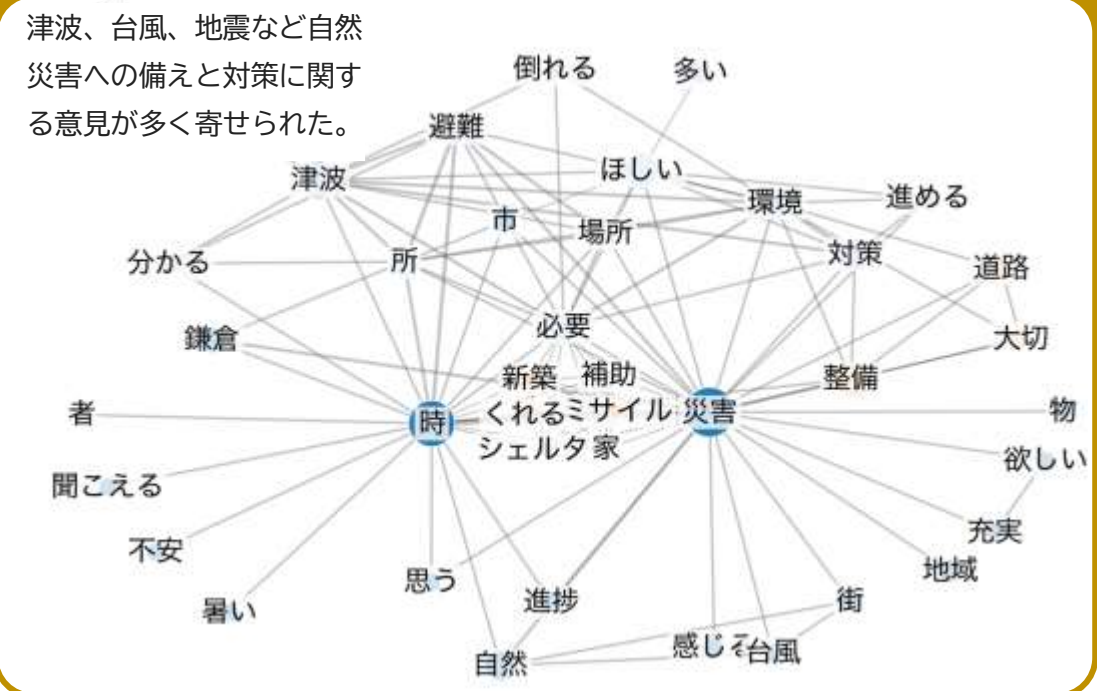 津波、台風、地震など自然
災害への備えと対策に関す
る意見が多く寄せられた。
倒れる
多い
避難
ほしい
津波
環境
進める
市
場所
対策
分かる
所
道路
必要
鎌倉
大切
新築
補助
整備
者
時
くれる
ミサイル
災害
物
シェルタ
家
欲しい
聞こえる
充実
不安
地域
思う
進捗
街
暑い
感じる
台風
自然